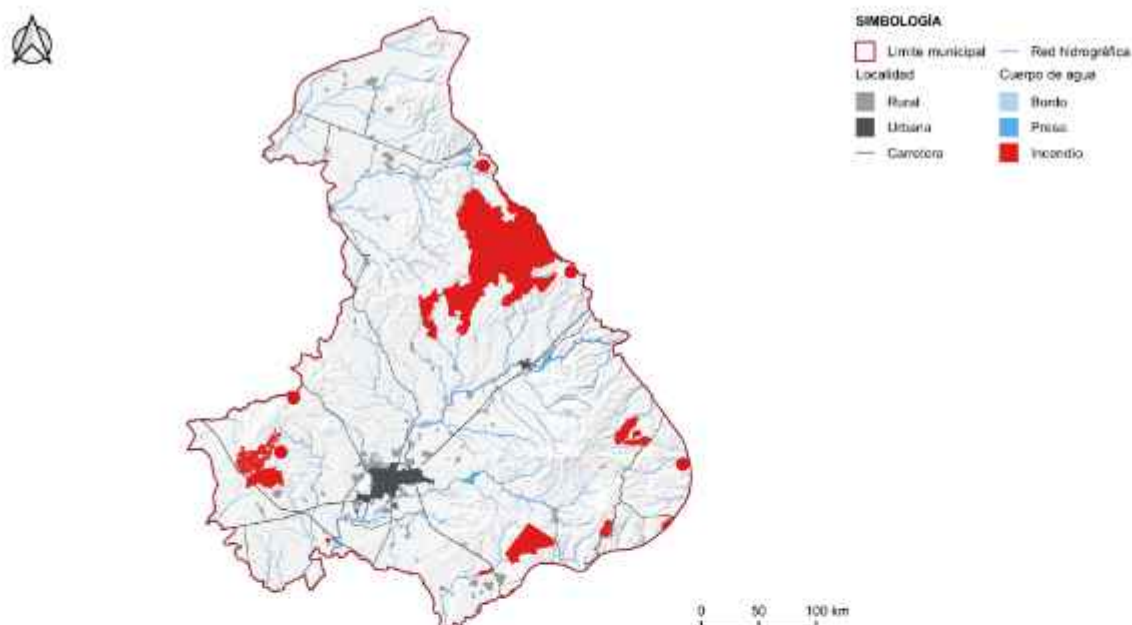 SIMBOLOGÍA
Límite municipal
Red hidrográfica
Localidad
Cuerpo de agua
Rural
Bordo
Urbana
Presa
Carretera
Incendio
0 50 100 km